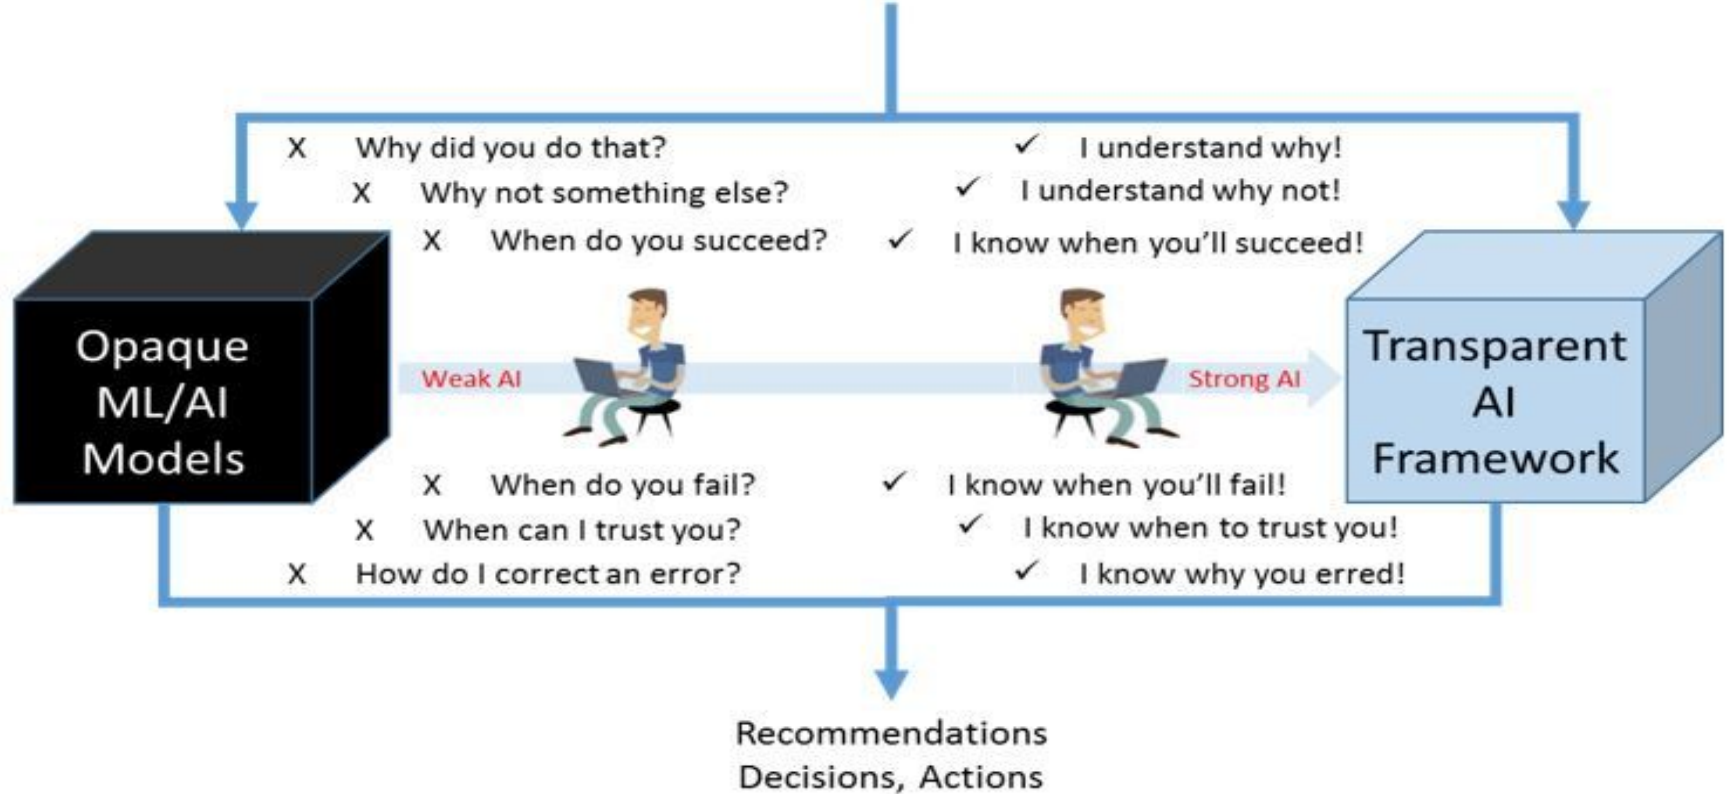 X Why did you do that?
✓ I understand why!
X Why not something else?
✓ I understand why not!
X When do you succeed?
✓ I know when you'll succeed!
Opaque
ML/AI
Models
Weak AI
Strong AI
Transparent
AI
Framework
X When do you fail?
✓ I know when you'll fail!
X When can I trust you?
✓ I know when to trust you!
X How do I correct an error?
✓ I know why you erred!
Recommendations
Decisions, Actions